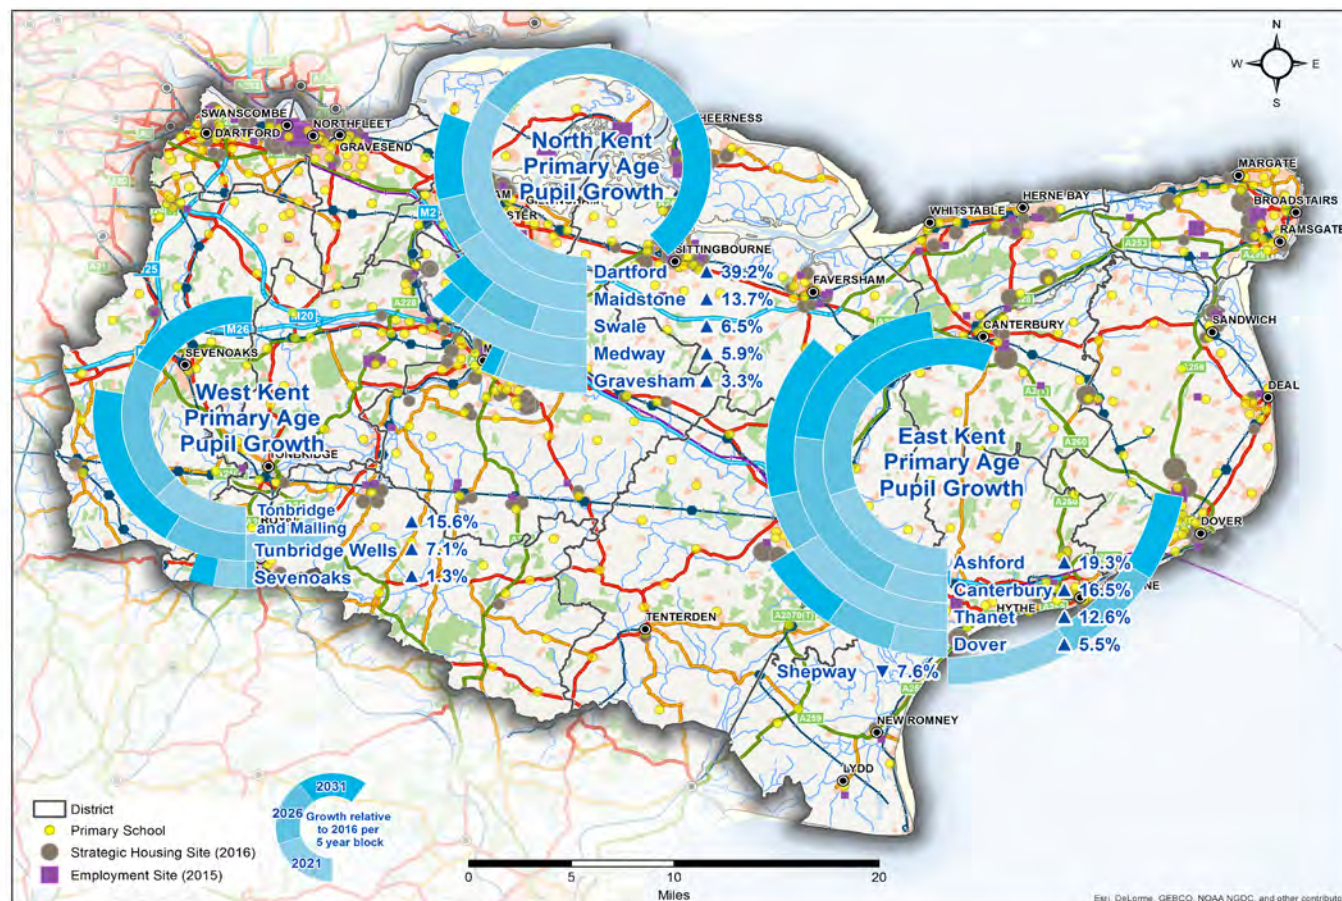 N
W
E
S
SWANSCOMBE
DARTFORD
NORTHFLEET
GRAVESEND
HEERNESS
MARGATE
BROADSTAIRS
RAMSGATE
HERNE BAY
WHITSTABLE
North Kent
Primary Age
Pupil Growth
M2
A253
SITTINGBOURNE
FAVERSHAM
CANTERBURY
SANDWICH
DEAL
DOVER
Dartford ▲ 39.2%
Maidstone ▲ 13.7%
Swale ▲ 6.5%
Medway ▲ 5.9%
Gravesham ▲ 3.3%
A228
M26
SEVENOAKS
West Kent
Primary Age
Pupil Growth
TONBRIDGE
Tonbridge
and Malling ▲ 15.6%
Tunbridge Wells ▲ 7.1%
Sevenoaks ▲ 1.3%
A260
East Kent
Primary Age
Pupil Growth
Ashford ▲ 19.3%
Canterbury ▲ 16.5%
Thanet ▲ 12.6%
Dover ▲ 5.5%
Shepway ▼ 7.6%
HYTHE
TENTERDEN
A2070(T)
A259
NEW ROMNEY
LYDD
District
Primary School
Strategic Housing Site (2016)
Employment Site (2015)
2031
2026
2021
Growth relative
to 2016 per
5 year block
0 5 10 20
Miles
Esri, DeLorme, GEBCO, NOAA NGDC, and other contributo